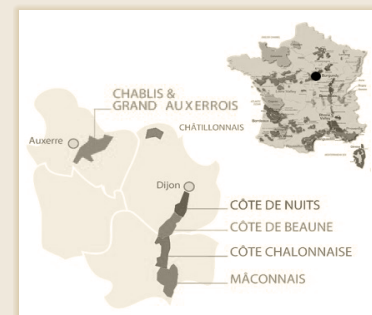 CHABLIS &
GRAND AUXERROIS
Auxerre
CHÂTILLONNAIS
Dijon
CÔTE DE NUITS
CÔTE DE BEAUNE
CÔTE CHALONNAISE
MÂCONNAIS